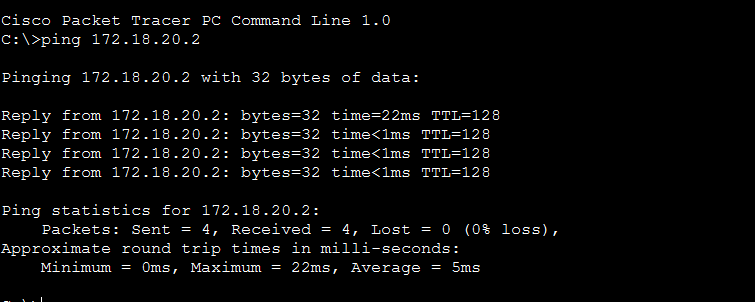 Cisco Packet Tracer PC Command Line 1.0
C:\>ping 172.18.20.2
Pinging 172.18.20.2 with 32 bytes of data:
Reply from 172.18.20.2: bytes=32 time=22ms TTL=128
Reply from 172.18.20.2: bytes=32 time<1ms TTL=128
Reply from 172.18.20.2: bytes=32 time<1ms TTL=128
Reply from 172.18.20.2: bytes=32 time<1ms TTL=128
Ping statistics for 172.18.20.2:
Packets: Sent = 4, Received = 4, Lost = 0 (0% loss),
Approximate round trip times in milli-seconds:
Minimum = 0ms, Maximum = 22ms, Average = 5ms